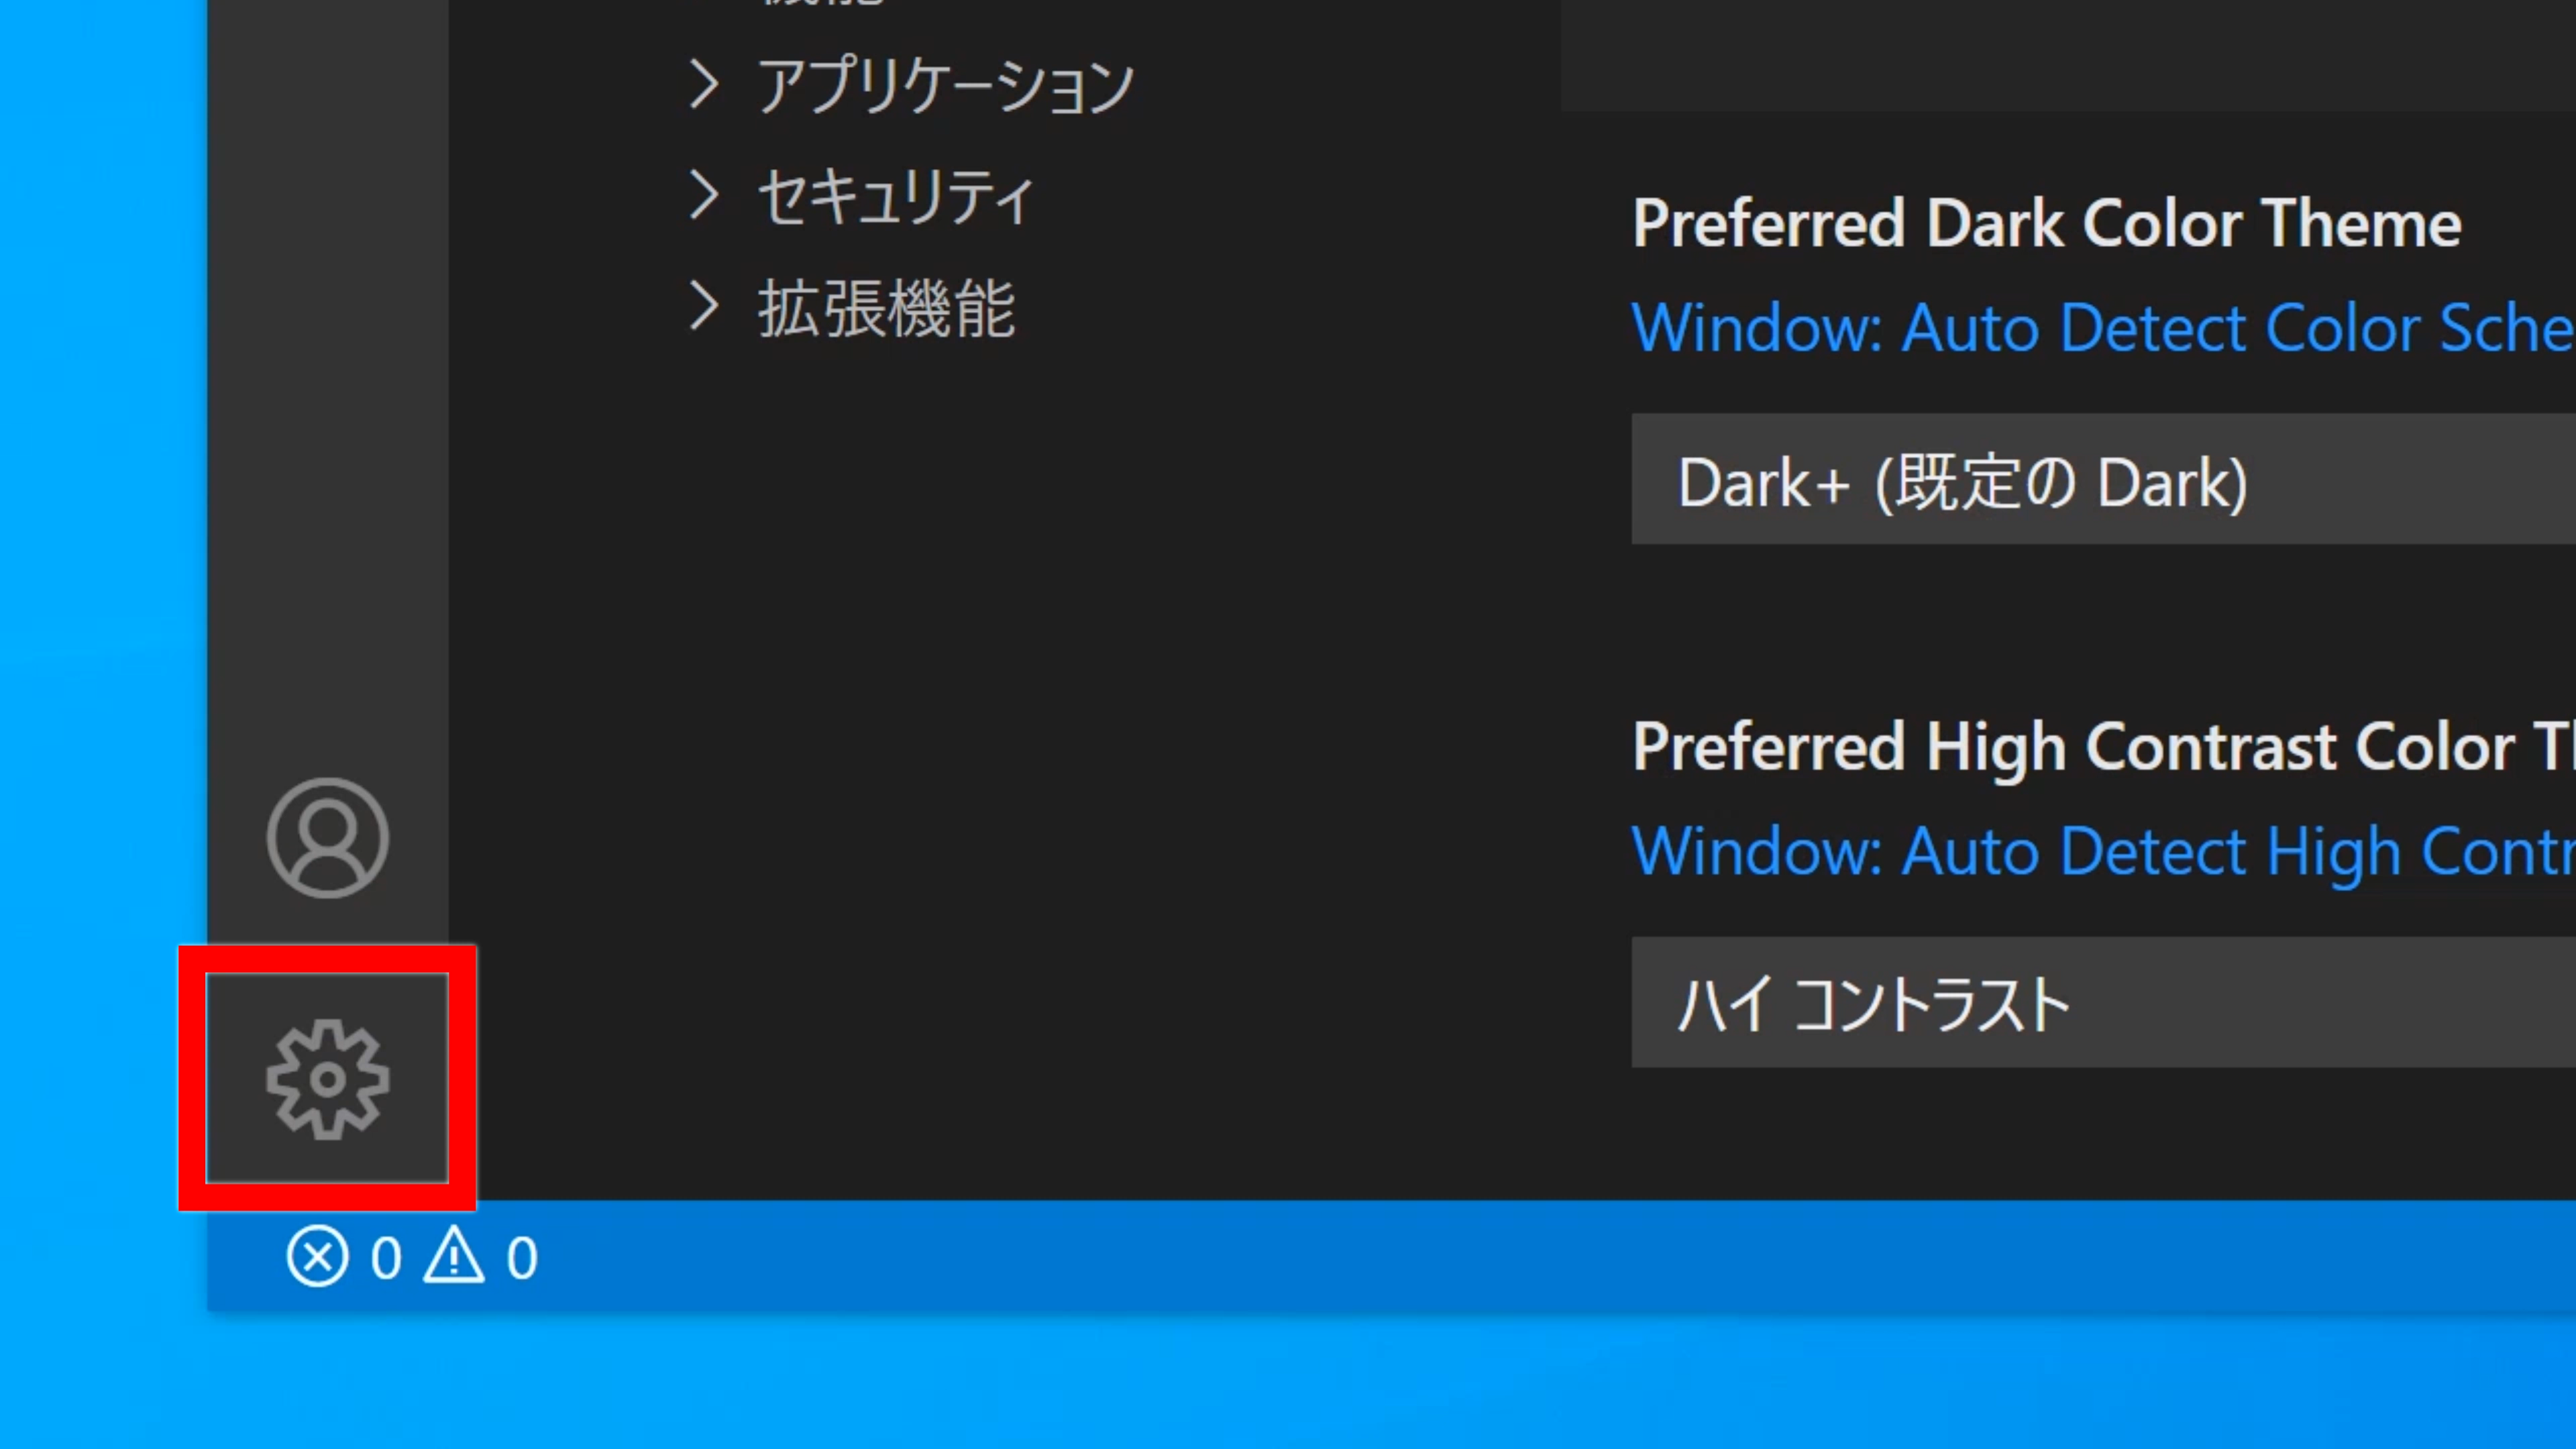 アプリケーション
セキュリティ
拡張機能
Preferred Dark Color Theme
Window: Auto Detect Color Sche
Dark+ (既定の Dark)
Preferred High Contrast Color Th
Window: Auto Detect High Contr
ハイ コントラスト
0 0